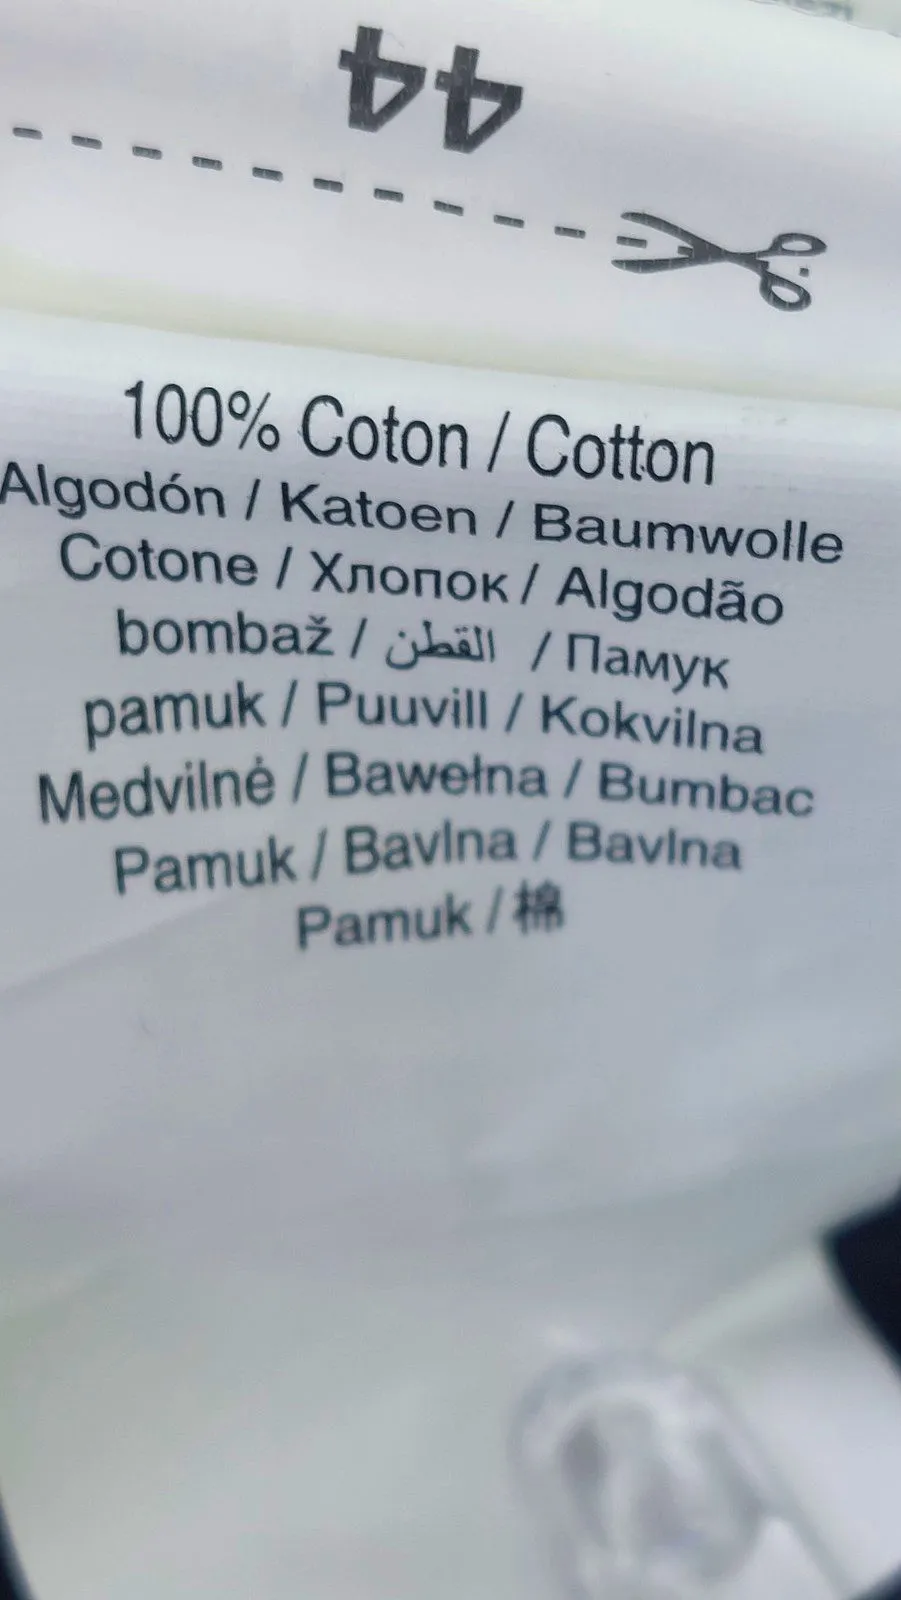 44
100% Coton / Cotton
Algodón / Katoen / Baumwolle
Cotone / Хлопок / Algodão
bombaž / القطن / Памук
pamuk / Puuvill / Kokvilna
Medvilnė / Bawełna / Bumbac
Pamuk / Bavlna / Bavlna
Pamuk / 棉